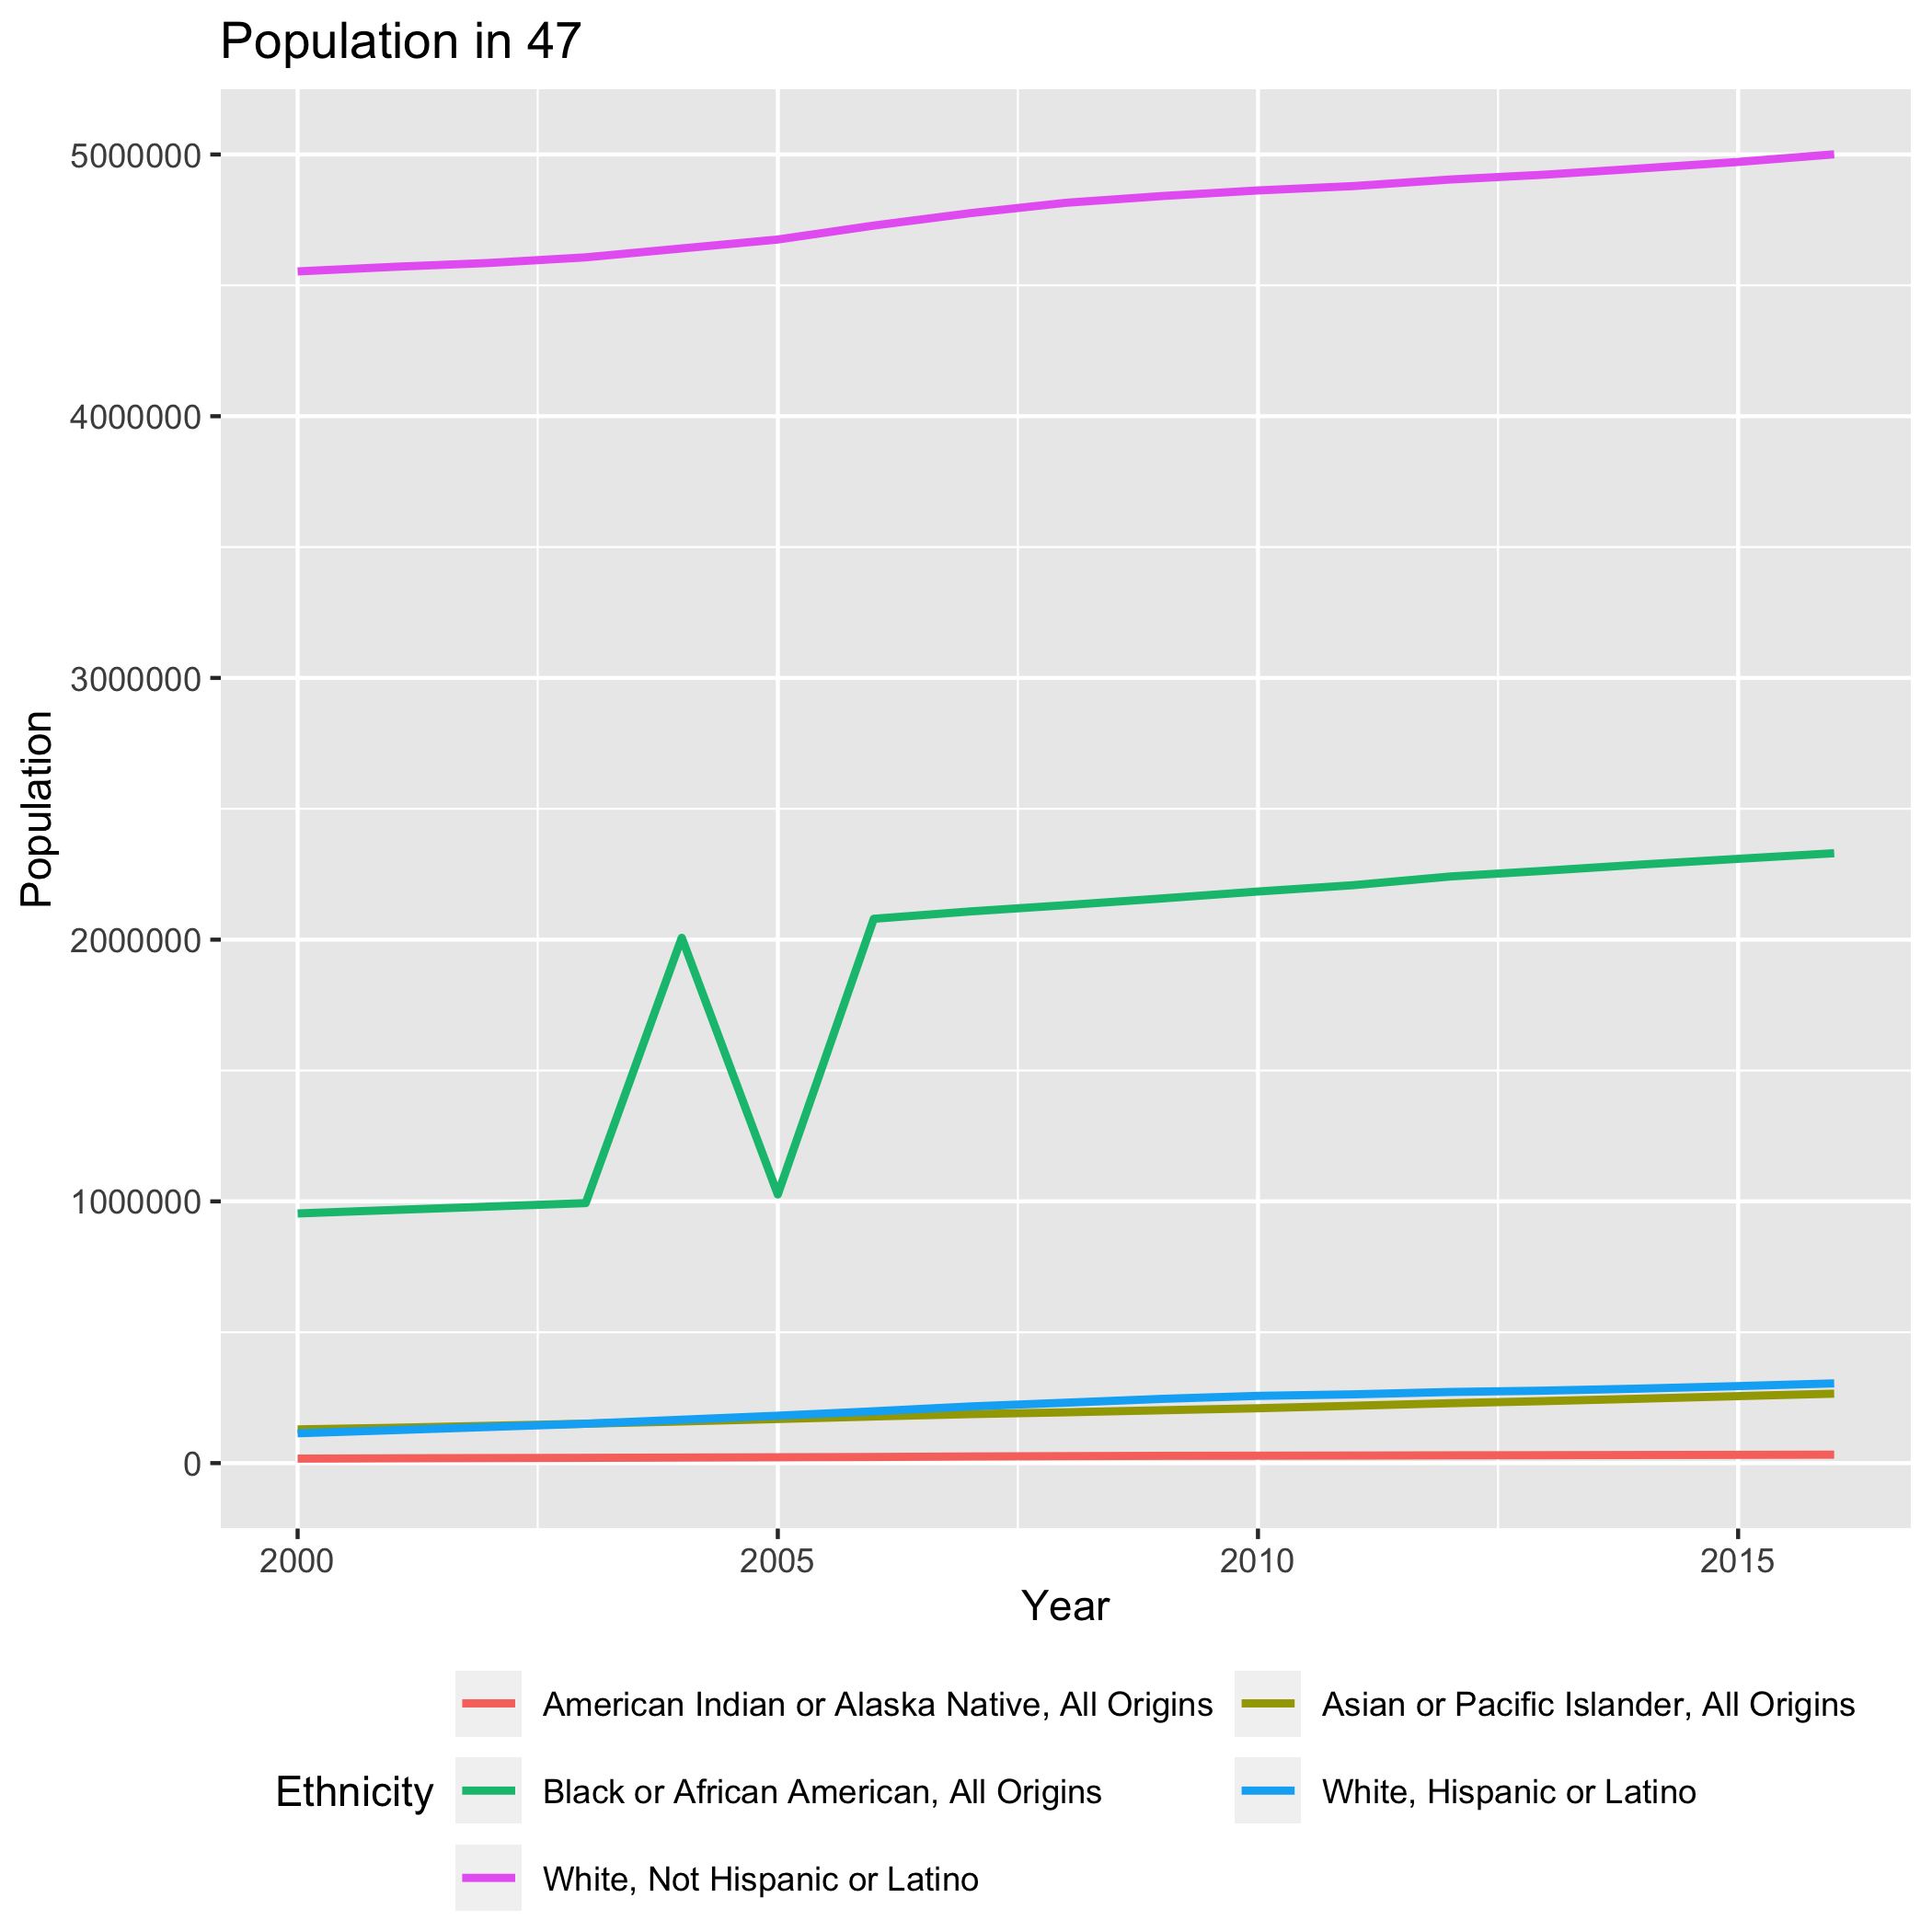 Population in 47
5000000
4000000
3000000
2000000
1000000
0
Population
2000 2005 2010 2015
Year
Ethnicity
American Indian or Alaska Native, All Origins
Asian or Pacific Islander, All Origins
Black or African American, All Origins
White, Hispanic or Latino
White, Not Hispanic or Latino